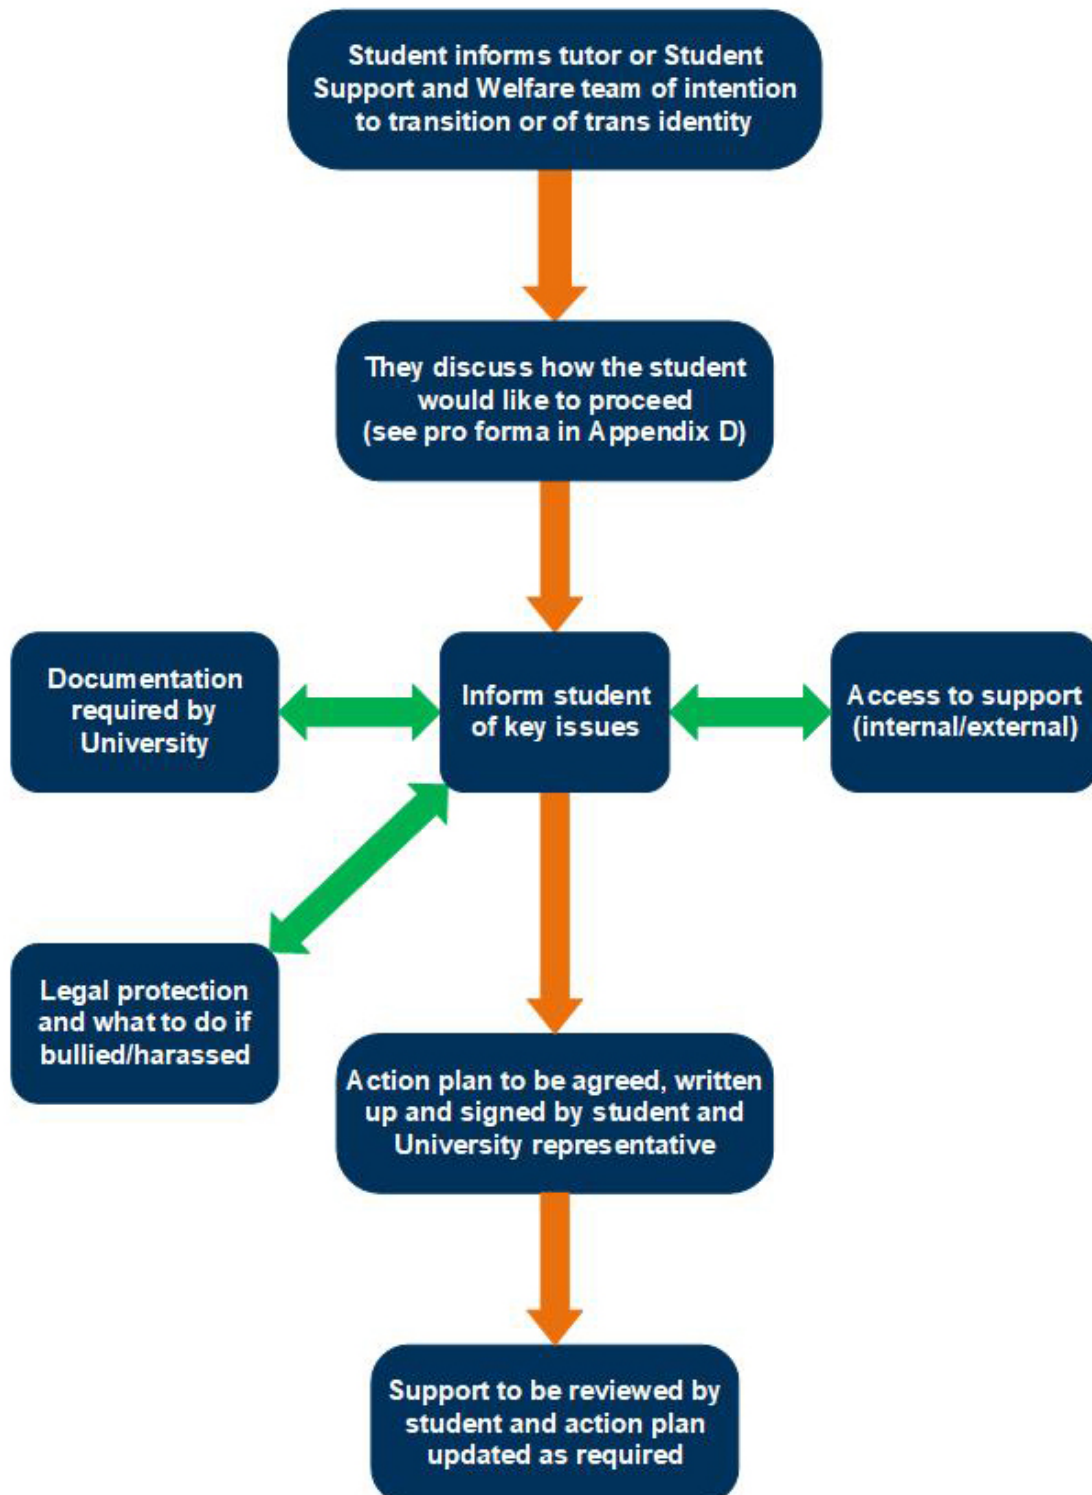 Student informs tutor or Student
Support and Welfare team of intention
to transition or of trans identity
They discuss how the student
would like to proceed
(see pro forma in Appendix D)
Documentation
required by
University
Inform student
of key issues
Access to support
(internal/external)
Legal protection
and what to do if
bullied/harassed
Action plan to be agreed, written
up and signed by student and
University representative
Support to be reviewed by
student and action plan
updated as required